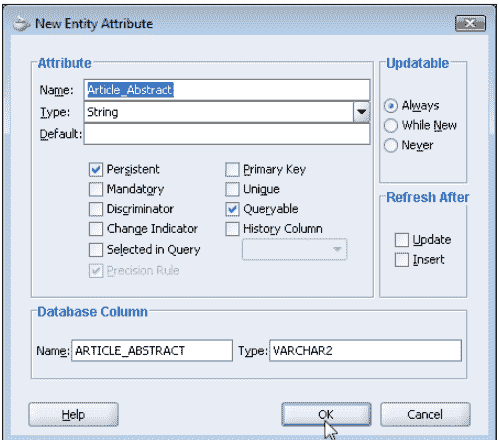 New Entity Attribute
Attribute
Name: Article_Abstract
Type: String
Default:
Persistent
Primary Key
Mandatory
Unique
Discriminator
Queryable
Change Indicator
History Column
Selected in Query
Precision Rule
Updatable
Always
While New
Never
Refresh After
Update
Insert
Database Column
Name: ARTICLE_ABSTRACT Type: VARCHAR2
Help
OK
Cancel